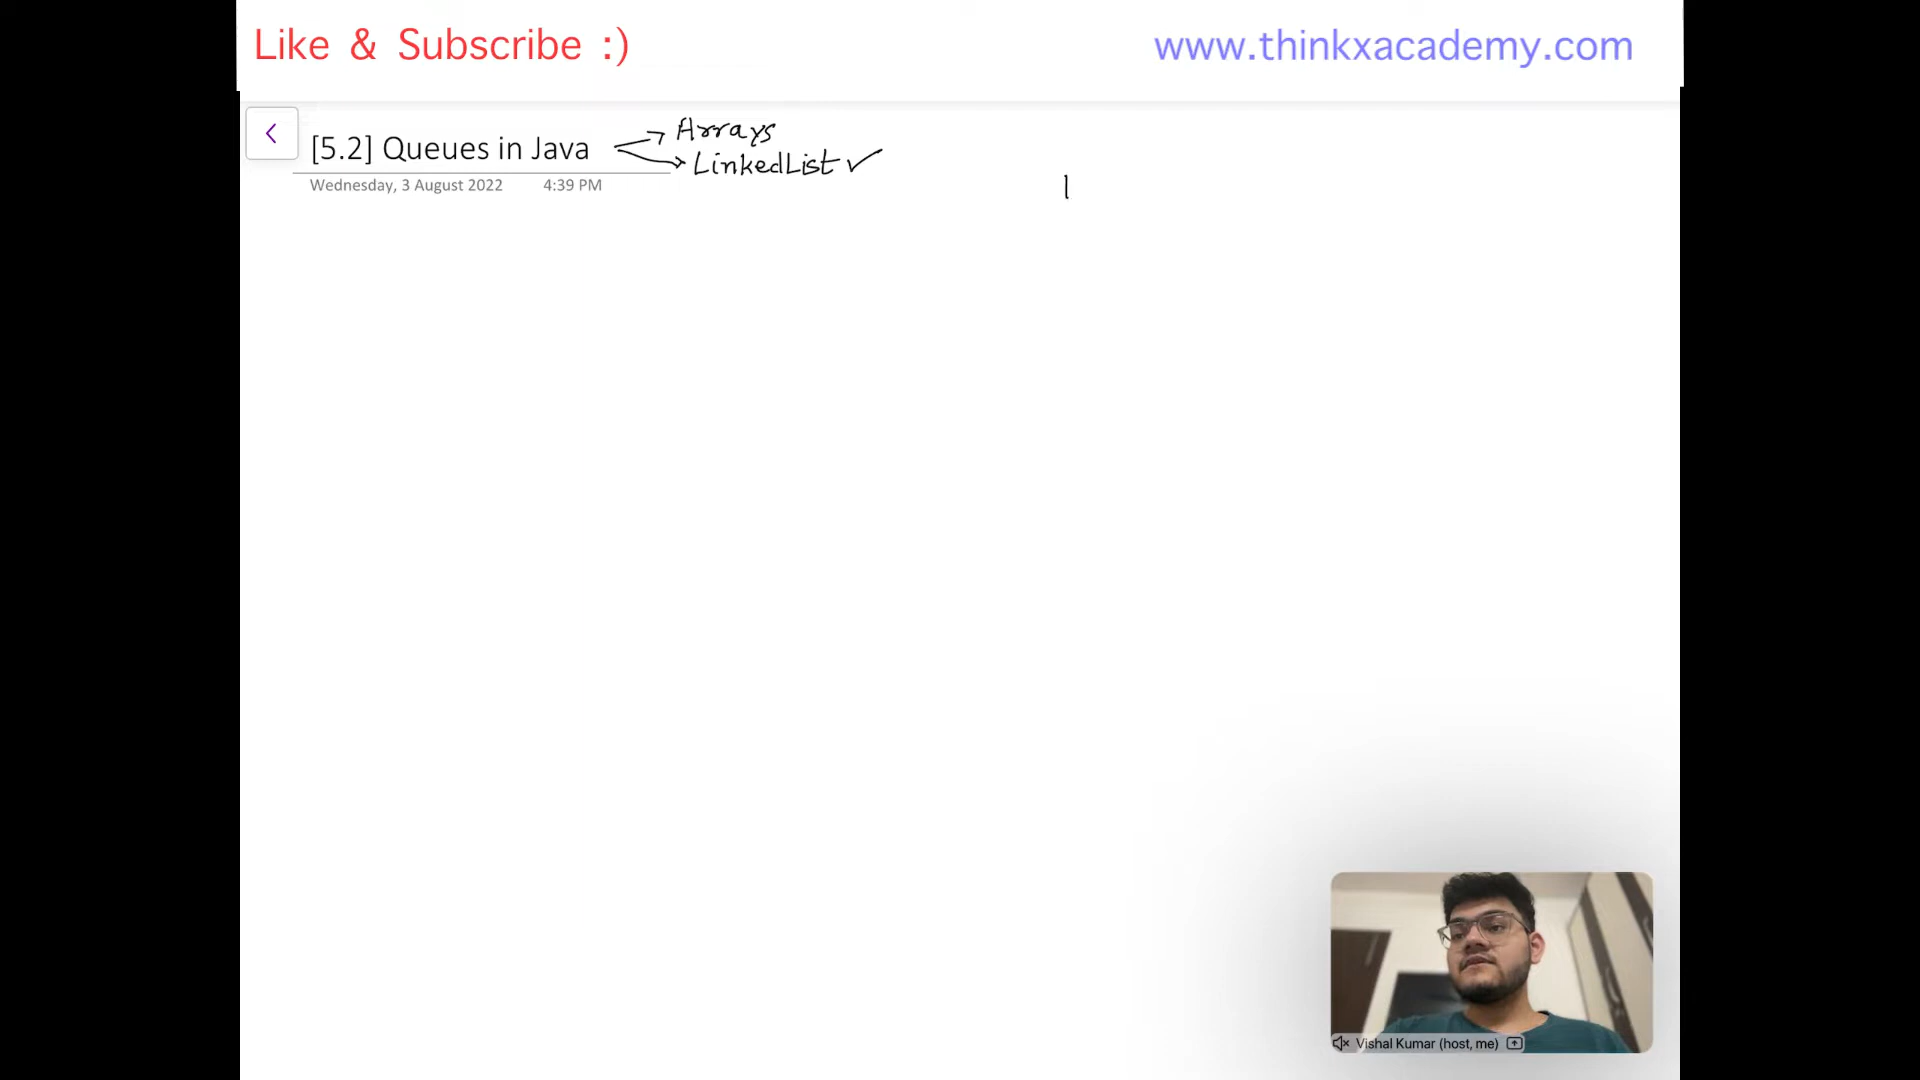 Like & Subscribe :)
www.thinkxacademy.com
[5.2] Queues in Java
Arrays
LinkedList
Wednesday, 3 August 2022 4:39 PM
Vishal Kumar (host, me)